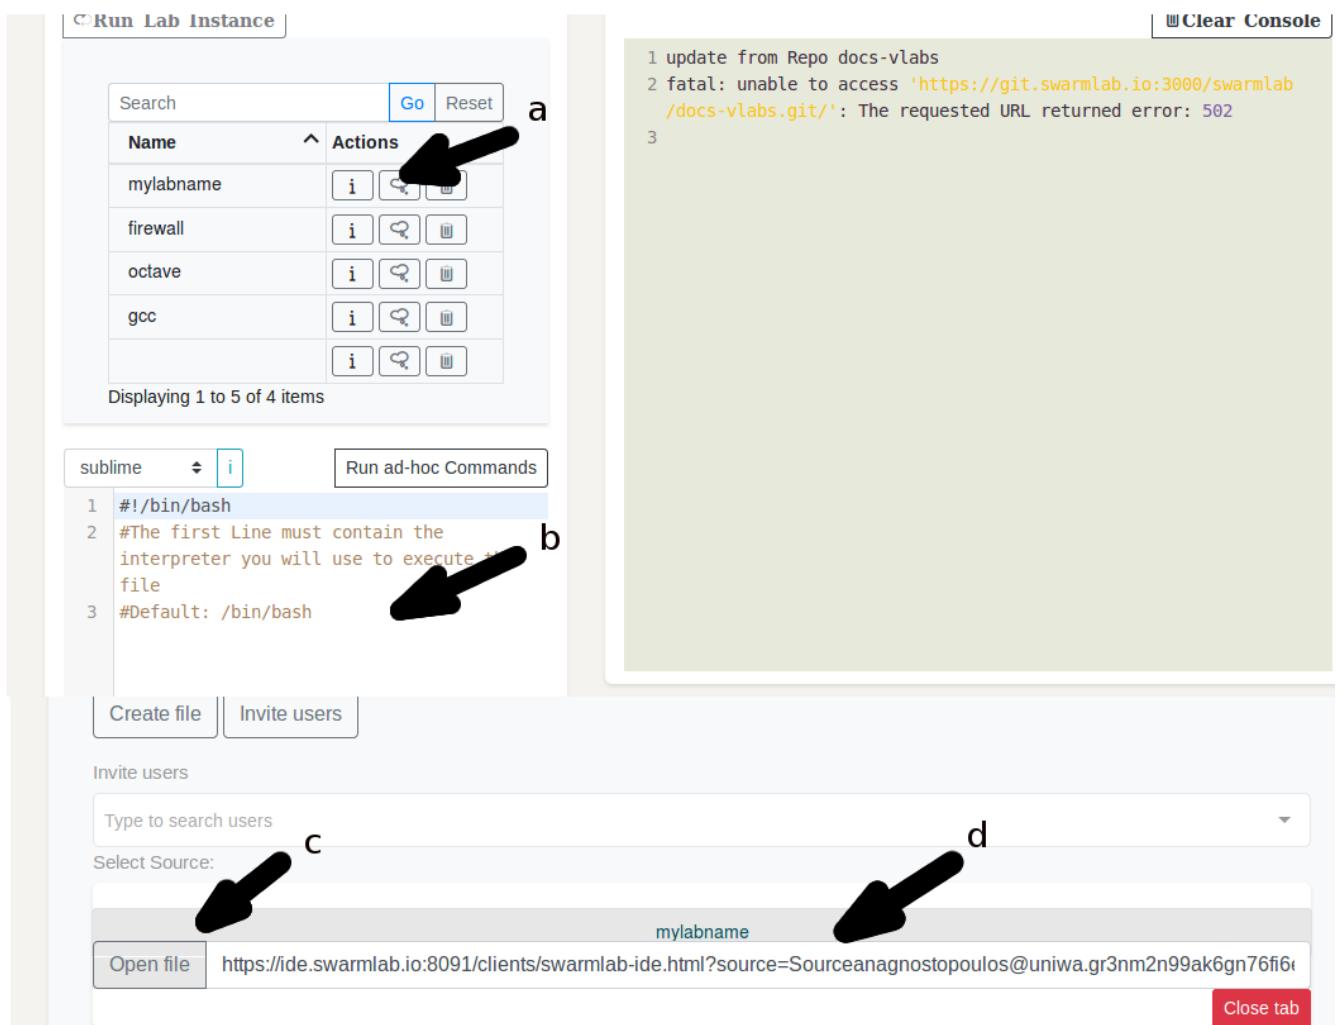 Run Lab Instance
Clear Console
Search Go Reset
a
Name Actions
mylabname i
firewall i
octave i
gcc i
i
Displaying 1 to 5 of 4 items
1 update from Repo docs-vlabs
2 fatal: unable to access 'https://git.swarmlab.io:3000/swarmlab
/docs-vlabs.git/': The requested URL returned error: 502
3
sublime i Run ad-hoc Commands
1 #!/bin/bash
2 #The first Line must contain the
interpreter you will use to execute
file
3 #Default: /bin/bash
b
Create file Invite users
Invite users
Type to search users
c
d
Select Source:
mylabname
Open file https://ide.swarmlab.io:8091/clients/swarmlab-ide.html?source=Sourceanagnostopoulos@uniwa.gr3nm2n99ak6gn76fi6
Close tab